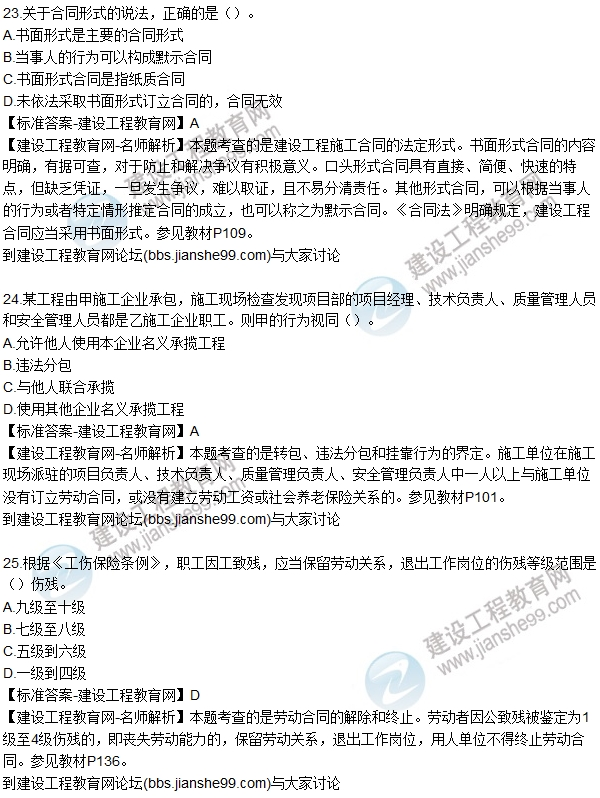 23.关于合同形式的说法，正确的是（）。
A.书面形式是主要的合同形式
B.当事人的行为可以构成默示合同
C.书面形式合同是指纸质合同
D.未依法采取书面形式订立合同的，合同无效
【标准答案-建设工程教育网】A
【建设工程教育网-名师解析】本题考查的是建设工程施工合同的法定形式。书面形式合同的内容
明确，有据可查，对于防止和解决争议有积极意义。口头形式合同具有直接、简便、快速的特
点，但缺乏凭证，一旦发生争议，难以取证，且不易分清责任。其他形式合同，可以根据当事人
的行为或者特定情形推定合同的成立，也可以称之为默示合同。《合同法》明确规定，建设工程
合同应当采用书面形式。参见教材P109。
到建设工程教育网论坛(bbs.jianshe99.com)与大家讨论
24.某工程由甲施工企业承包，施工现场检查发现项目部的项目经理、技术负责人、质量管理人员
和安全管理人员都是乙施工企业职工。则甲的行为视同（）。
A.允许他人使用本企业名义承揽工程
B.违法分包
C.与他人联合承揽
D.使用其他企业名义承揽工程
【标准答案-建设工程教育网】A
【建设工程教育网-名师解析】本题考查的是转包、违法分包和挂靠行为的界定。施工单位在施工
现场派驻的项目负责人、技术负责人、质量管理负责人、安全管理负责人中一人以上与施工单位
没有订立劳动合同，或没有建立劳动工资或社会养老保险关系的。参见教材P101。
到建设工程教育网论坛(bbs.jianshe99.com)与大家讨论
25.根据《工伤保险条例》，职工因工致残，应当保留劳动关系，退出工作岗位的伤残等级范围是
（）伤残。
A.九级至十级
B.七级至八级
C.五级到六级
D.一级到四级
【标准答案-建设工程教育网】D
【建设工程教育网-名师解析】本题考查的是劳动合同的解除和终止。劳动者因公致残被鉴定为1
级至4级伤残的，即丧失劳动能力的，保留劳动关系，退出工作岗位，用人单位不得终止劳动合
同。参见教材P136。
到建设工程教育网论坛(bbs.jianshe99.com)与大家讨论
建设工程教育网
www.jianshe99.com
建设工程教育网
www.jianshe99.com
建设工程教育网
www.jianshe99.com
建设工程教育网
www.jianshe99.com